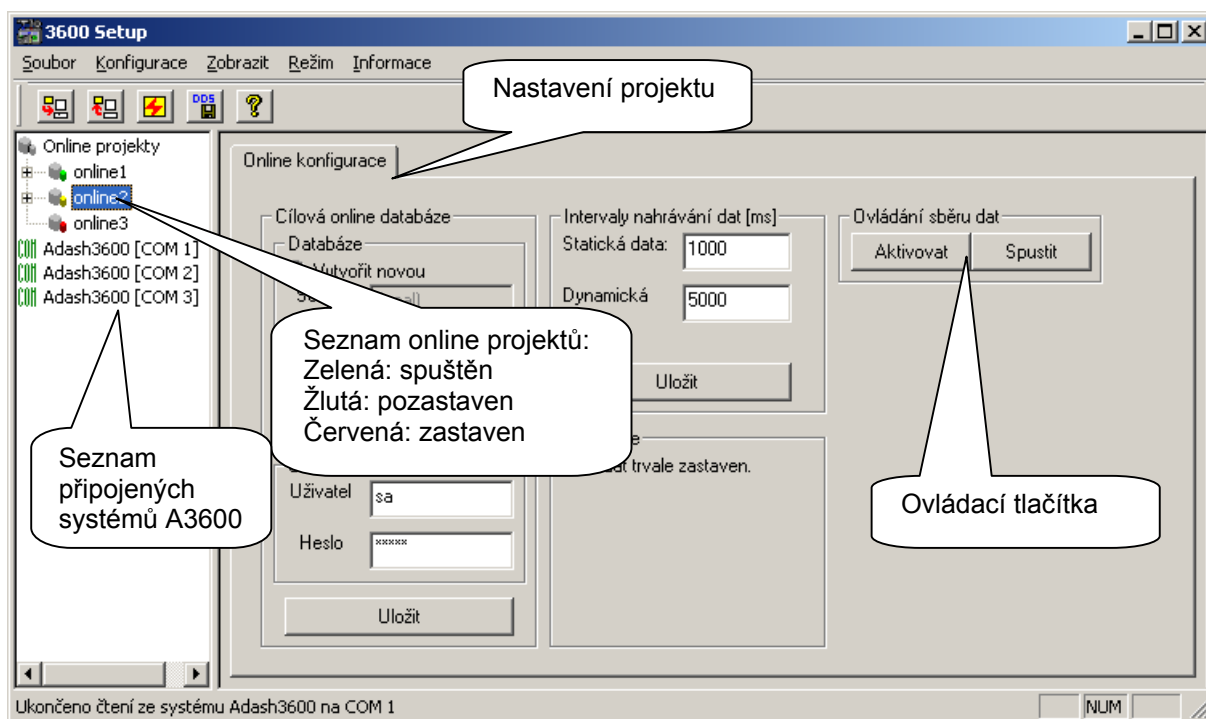 3600 Setup
Soubor Konfigurace Zobrazit Režim Informace
DDS
Nastavení projektu
Online projekty
online1
online2
online3
Adash3600 [COM 1]
Adash3600 [COM 2]
Adash3600 [COM 3]
Online konfigurace
Cílová online databáze
Databáze
Vytvořit novou
Intervaly nahrávání dat [ms]
Statická data: 1000
Dynamická 5000
Uložit
Ovládání sběru dat
Aktivovat Spustit
Seznam online projektů:
Zelená: spuštěn
Žlutá: pozastaven
Červená: zastaven
Seznam
připojených
systémů A3600
trvale zastaven.
Uživatel sa
Heslo *****
Uložit
Ovládací tlačítka
Ukončeno čtení ze systému Adash3600 na COM 1
NUM